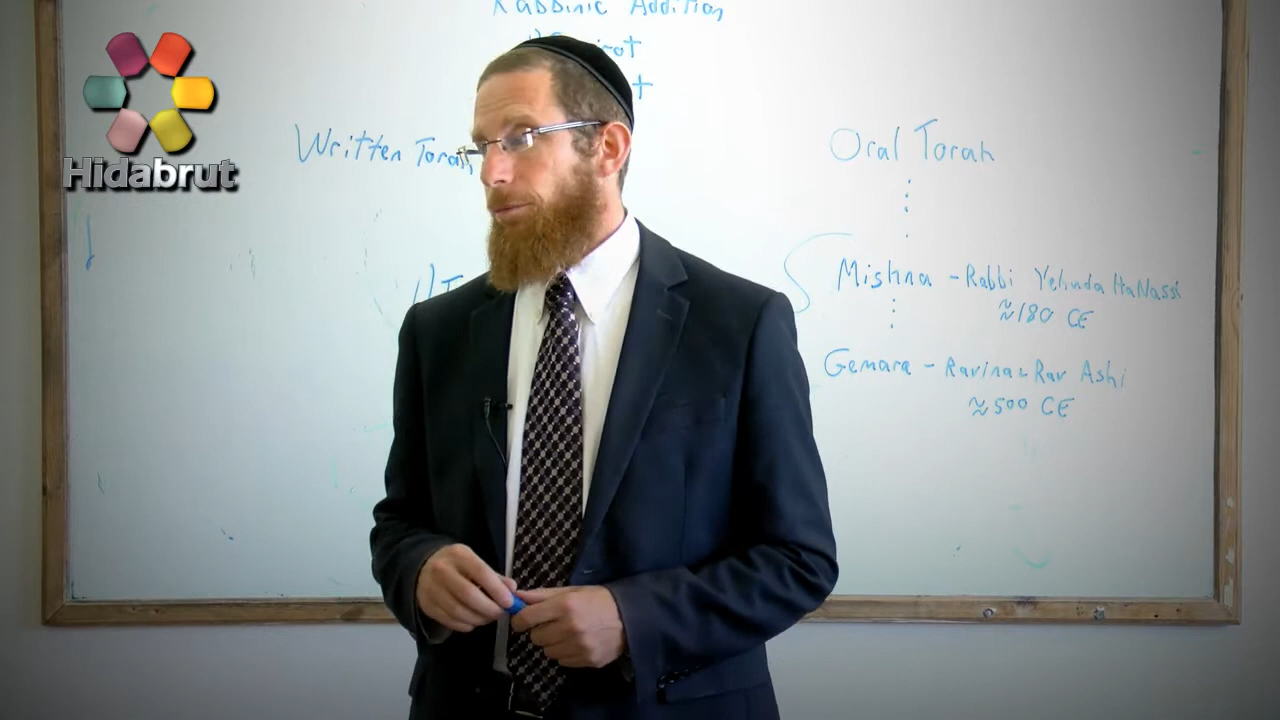 Rabbinic Addition
Hidabrut
Written Torah
Oral Torah
Mishna - Rabbi Yehuda HaNassi
≈180 CE
Gemara - Ravina & Rav Ashi
≈500 CE